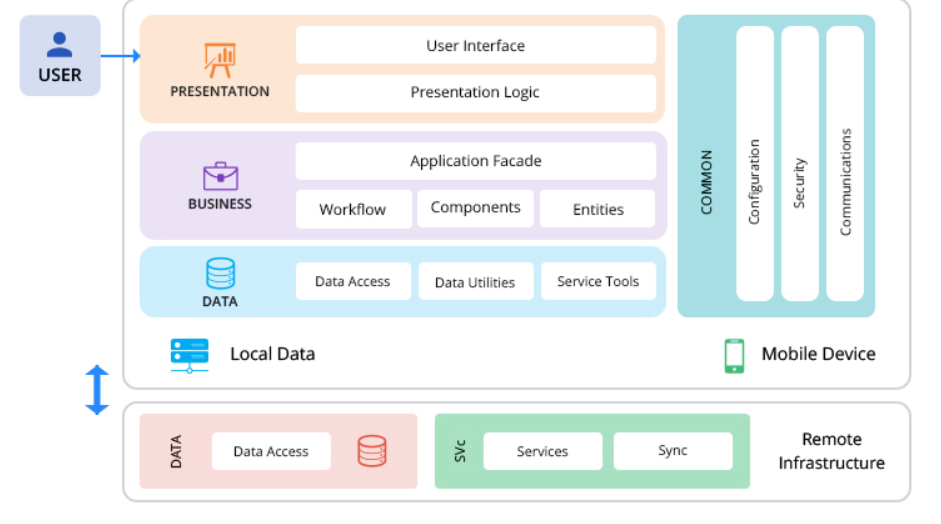 USER
PRESENTATION
User Interface
Presentation Logic
BUSINESS
Application Facade
Workflow
Components
Entities
DATA
Data Access
Data Utilities
Service Tools
COMMON
Configuration
Security
Communications
Local Data
Mobile Device
DATA
Data Access
SVc
Services
Sync
Remote
Infrastructure